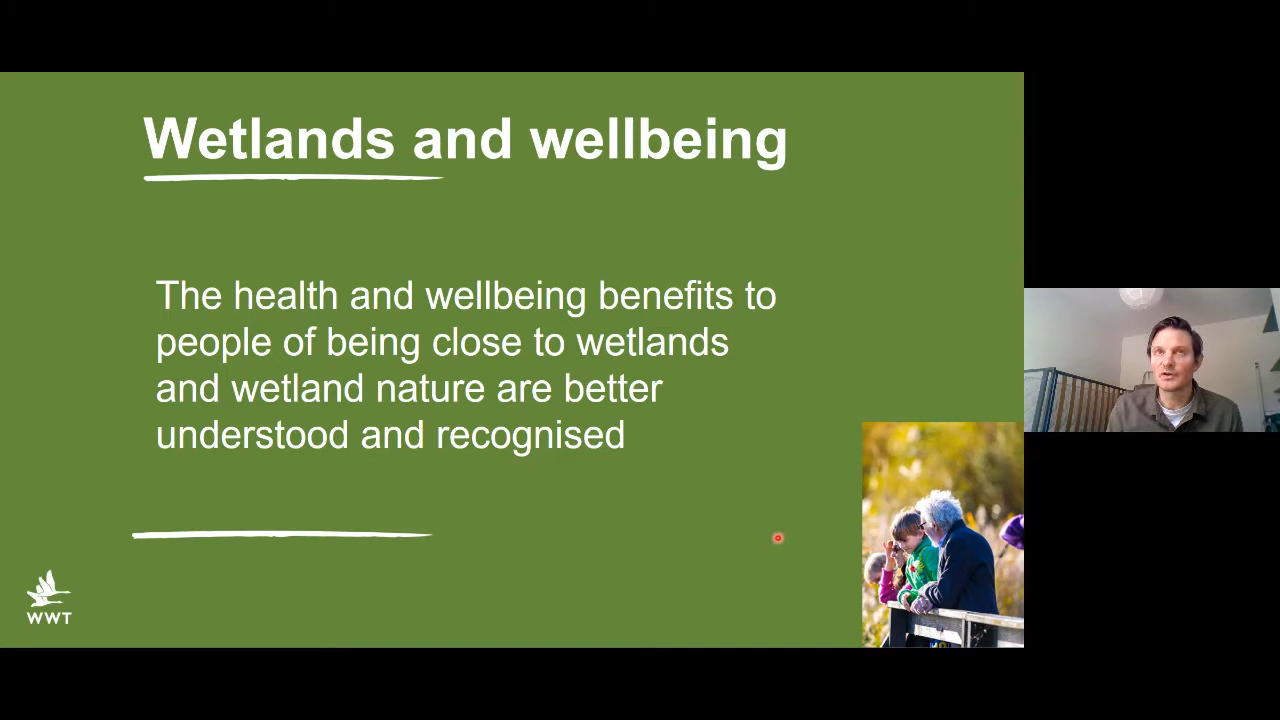 Wetlands and wellbeing
The health and wellbeing benefits to
people of being close to wetlands
and wetland nature are better
understood and recognised
WWT